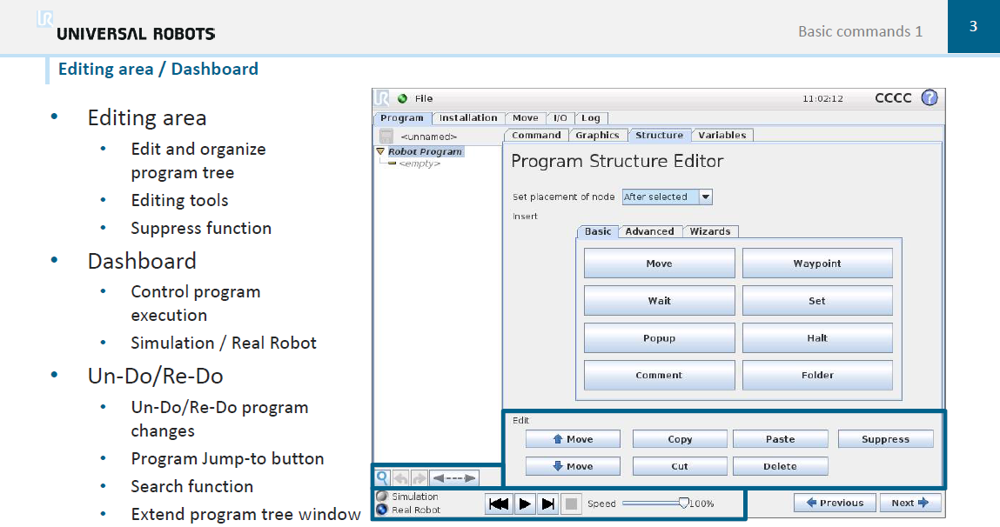 UR
UNIVERSAL ROBOTS
Basic commands 1
3
Editing area / Dashboard
• Editing area
• Edit and organize
program tree
• Editing tools
• Suppress function
• Dashboard
• Control program
execution
• Simulation / Real Robot
• Un-Do/Re-Do
• Un-Do/Re-Do program
changes
• Program Jump-to button
• Search function
• Extend program tree window
UR File 11:02:12 CCCC ?
Program Installation Move I/O Log
<unnamed>
Command Graphics Structure Variables
Robot Program
<empty>
Program Structure Editor
Set placement of node After selected
Insert
Basic Advanced Wizards
Move Waypoint
Wait Set
Popup Halt
Comment Folder
Edit
Move Copy Paste Suppress
Move Cut Delete
Simulation
Real Robot
Speed 100%
Previous Next